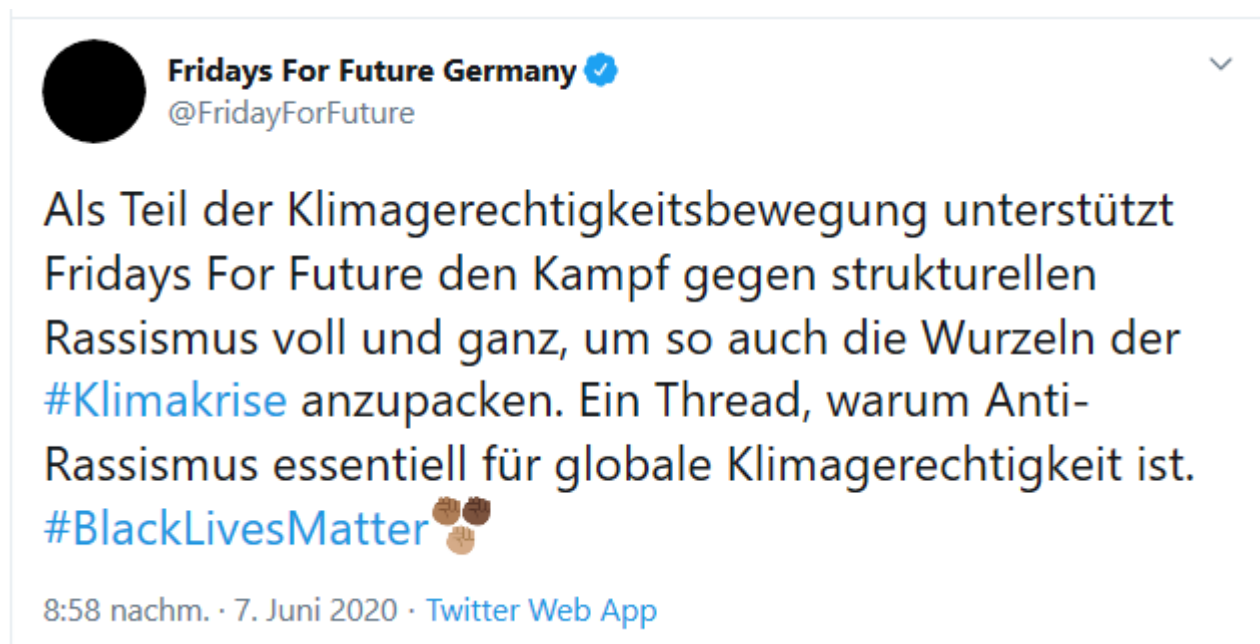 Fridays For Future Germany
@FridayForFuture
Als Teil der Klimagerechtigkeitsbewegung unterstützt
Fridays For Future den Kampf gegen strukturellen
Rassismus voll und ganz, um so auch die Wurzeln der
#Klimakrise anzupacken. Ein Thread, warum Anti-
Rassismus essentiell für globale Klimagerechtigkeit ist.
#BlackLivesMatter
8:58 nachm. · 7. Juni 2020 · Twitter Web App